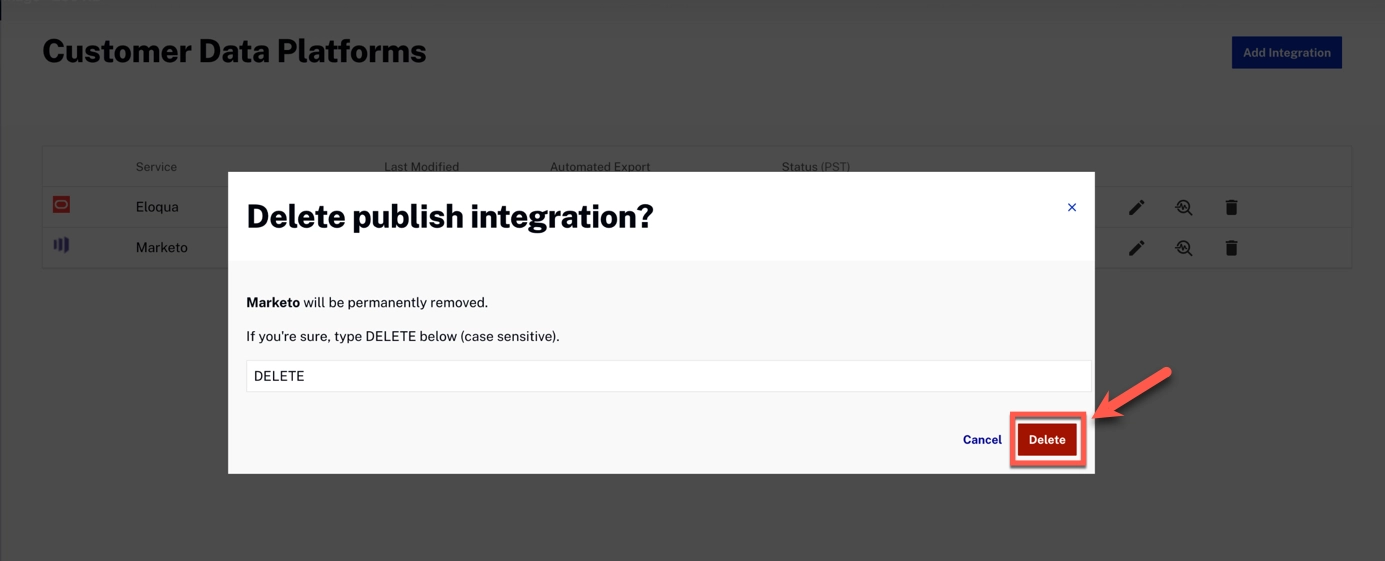 Customer Data Platforms
Add Integration
Service Last Modified Automated Export Status (PST)
Eloqua
Marketo
Delete publish integration?
×
Marketo will be permanently removed.
If you're sure, type DELETE below (case sensitive).
DELETE
Cancel Delete